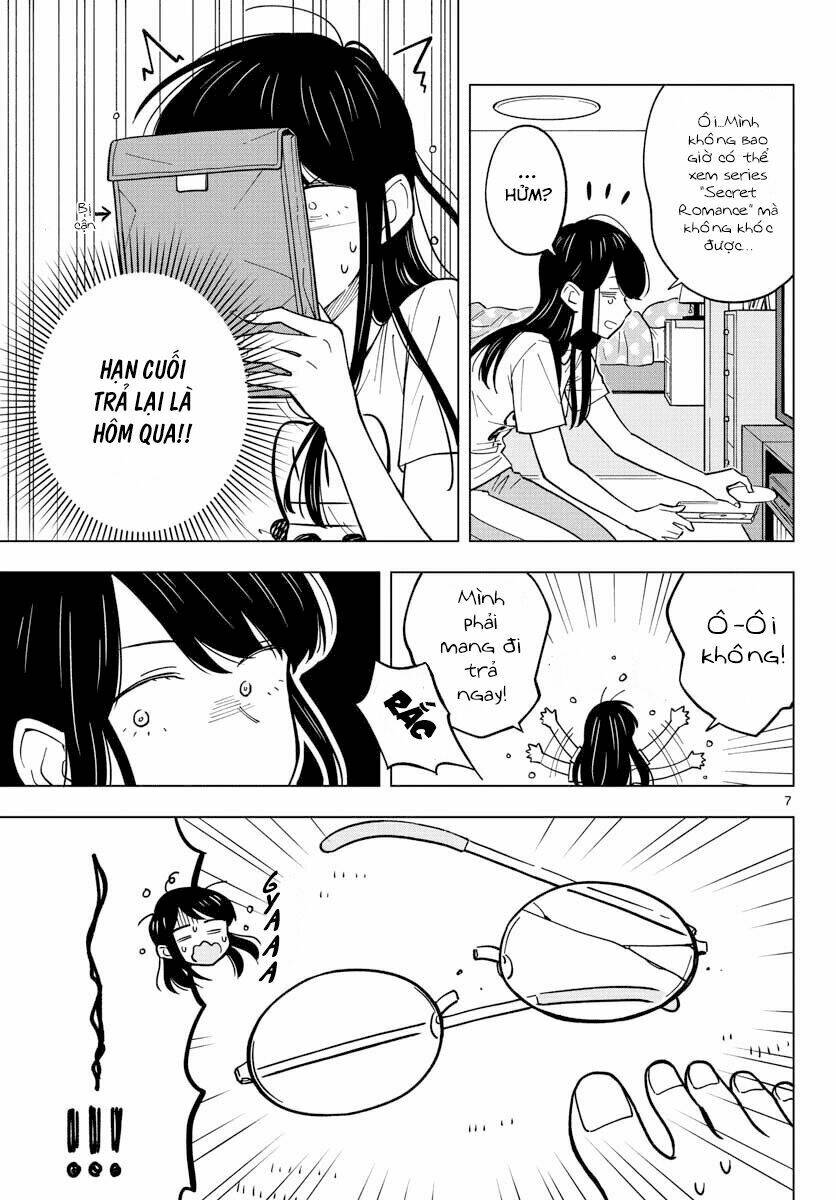 Ôi...Mình
không bao
giờ có thể
xem series
"Secret
Romance" mà
không khóc
được...
...
HỬM?
Bị
cận
HẠN CUỐI
TRẢ LẠI LÀ
HÔM QUA!!
Ô-Ôi
không!
Mình
phải
mang đi
trả
ngay!
RẮC
7
GYAAAA
!!!